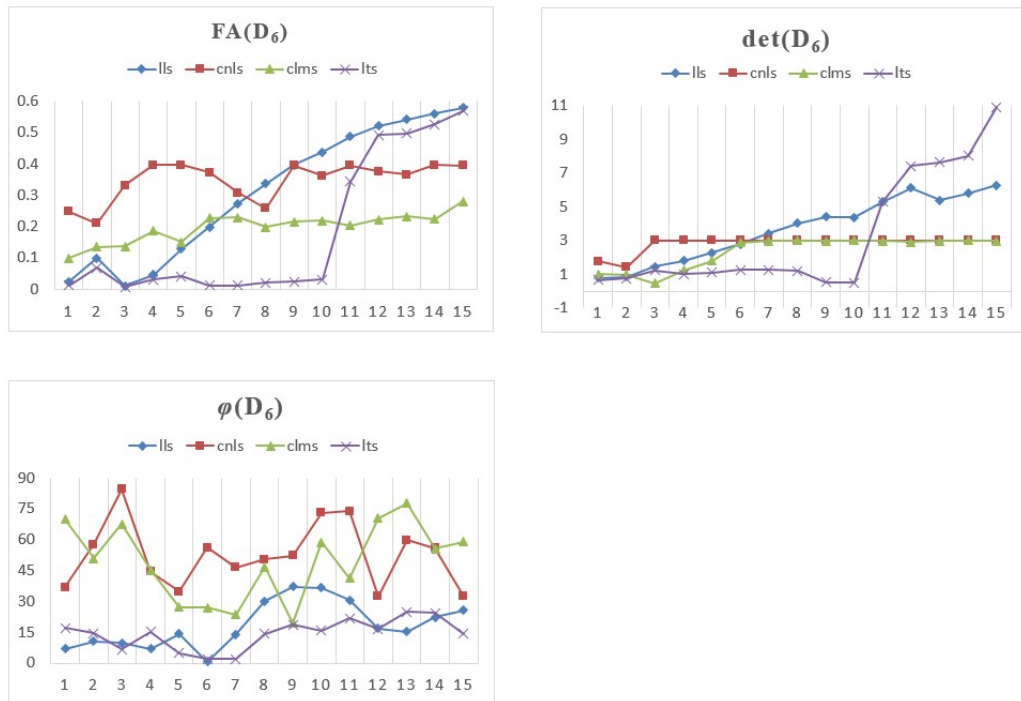 FA(D₆)
lls cnls clms lts
0.6
0.5
0.4
0.3
0.2
0.1
0
1 2 3 4 5 6 7 8 9 10 11 12 13 14 15
det(D₆)
lls cnls clms lts
11
9
7
5
3
1
-1
1 2 3 4 5 6 7 8 9 10 11 12 13 14 15
φ(D₆)
lls cnls clms lts
90
75
60
45
30
15
0
1 2 3 4 5 6 7 8 9 10 11 12 13 14 15